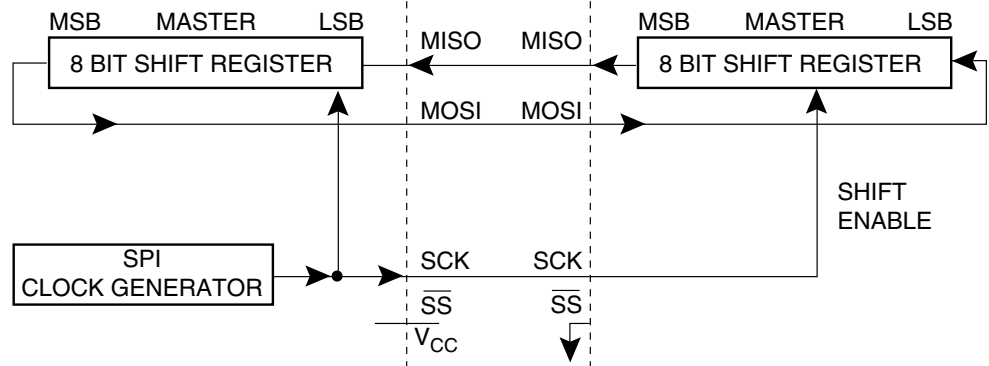 MSB MASTER LSB
8 BIT SHIFT REGISTER
MISO MISO
MSB MASTER LSB
8 BIT SHIFT REGISTER
MOSI MOSI
SHIFT
ENABLE
SPI
CLOCK GENERATOR
SCK SCK
SS SS
VCC